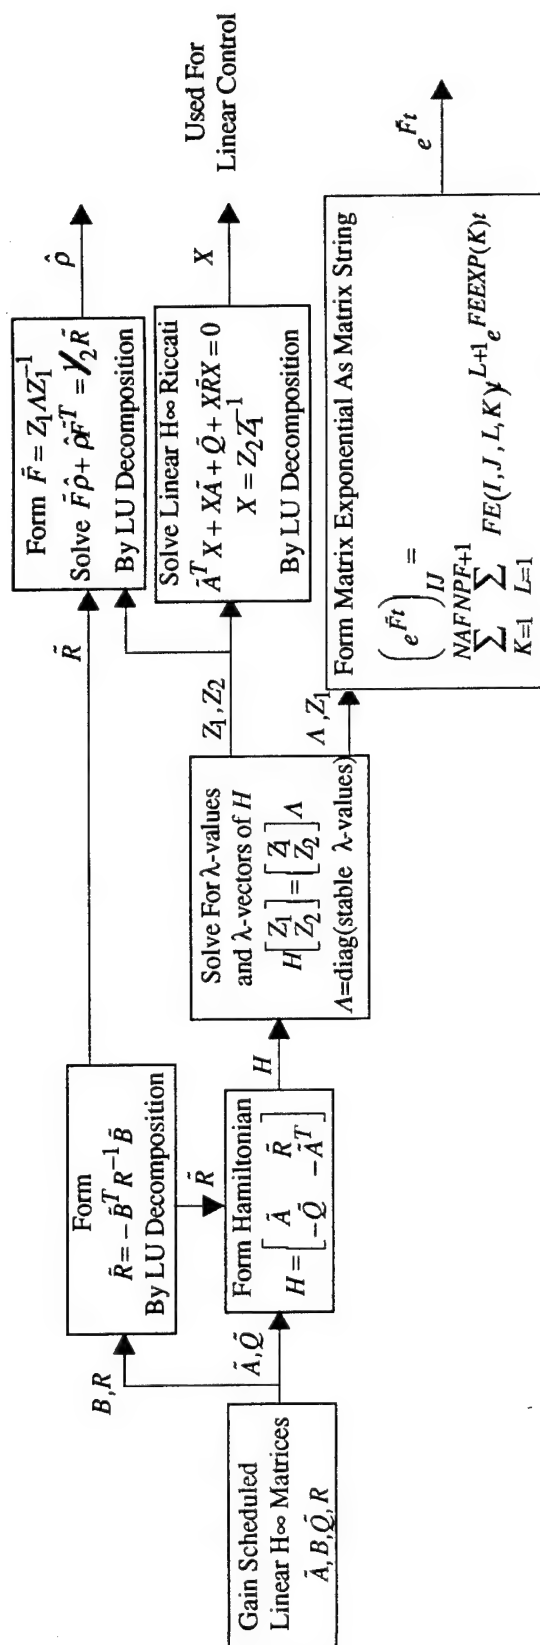 Gain Scheduled
Linear H∞ Matrices
Ã,B,Q̃,R
B,R
Ã,Q̃
Form
R̃=−B̃ᵀR⁻¹B̃
By LU Decomposition
R̃
Form Hamiltonian
H=[Ã R̃
−Q̃ −Ãᵀ]
H
Solve For λ-values
and λ-vectors of H
H[Z₁
Z₂]=[Z₁
Z₂]Λ
Λ=diag(stable λ-values)
R̃
Z₁,Z₂
Λ,Z₁
Form F̃=Z₁ΛZ₁⁻¹
Solve F̃ρ̂+ρ̂F̃ᵀ=½R̃
By LU Decomposition
ρ̂
Solve Linear H∞ Riccati
ÃᵀX+XÃ+Q̃+XR̃X=0
X=Z₂Z₁⁻¹
By LU Decomposition
X
Used For
Linear Control
Form Matrix Exponential As Matrix String
(e^F̃t)IJ =
NAF NPF+1
∑ ∑ FE(I,J,L,K)t^L+1 e^FEEXP(K)t
K=1 L=1
e^F̃t